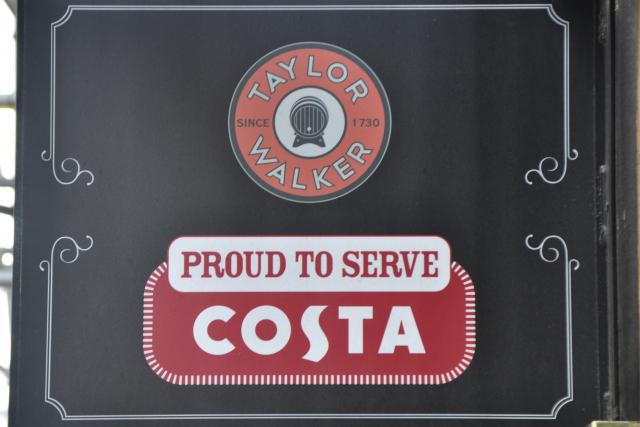 TAYLOR
SINCE 1730
WALKER
PROUD TO SERVE
COSTA